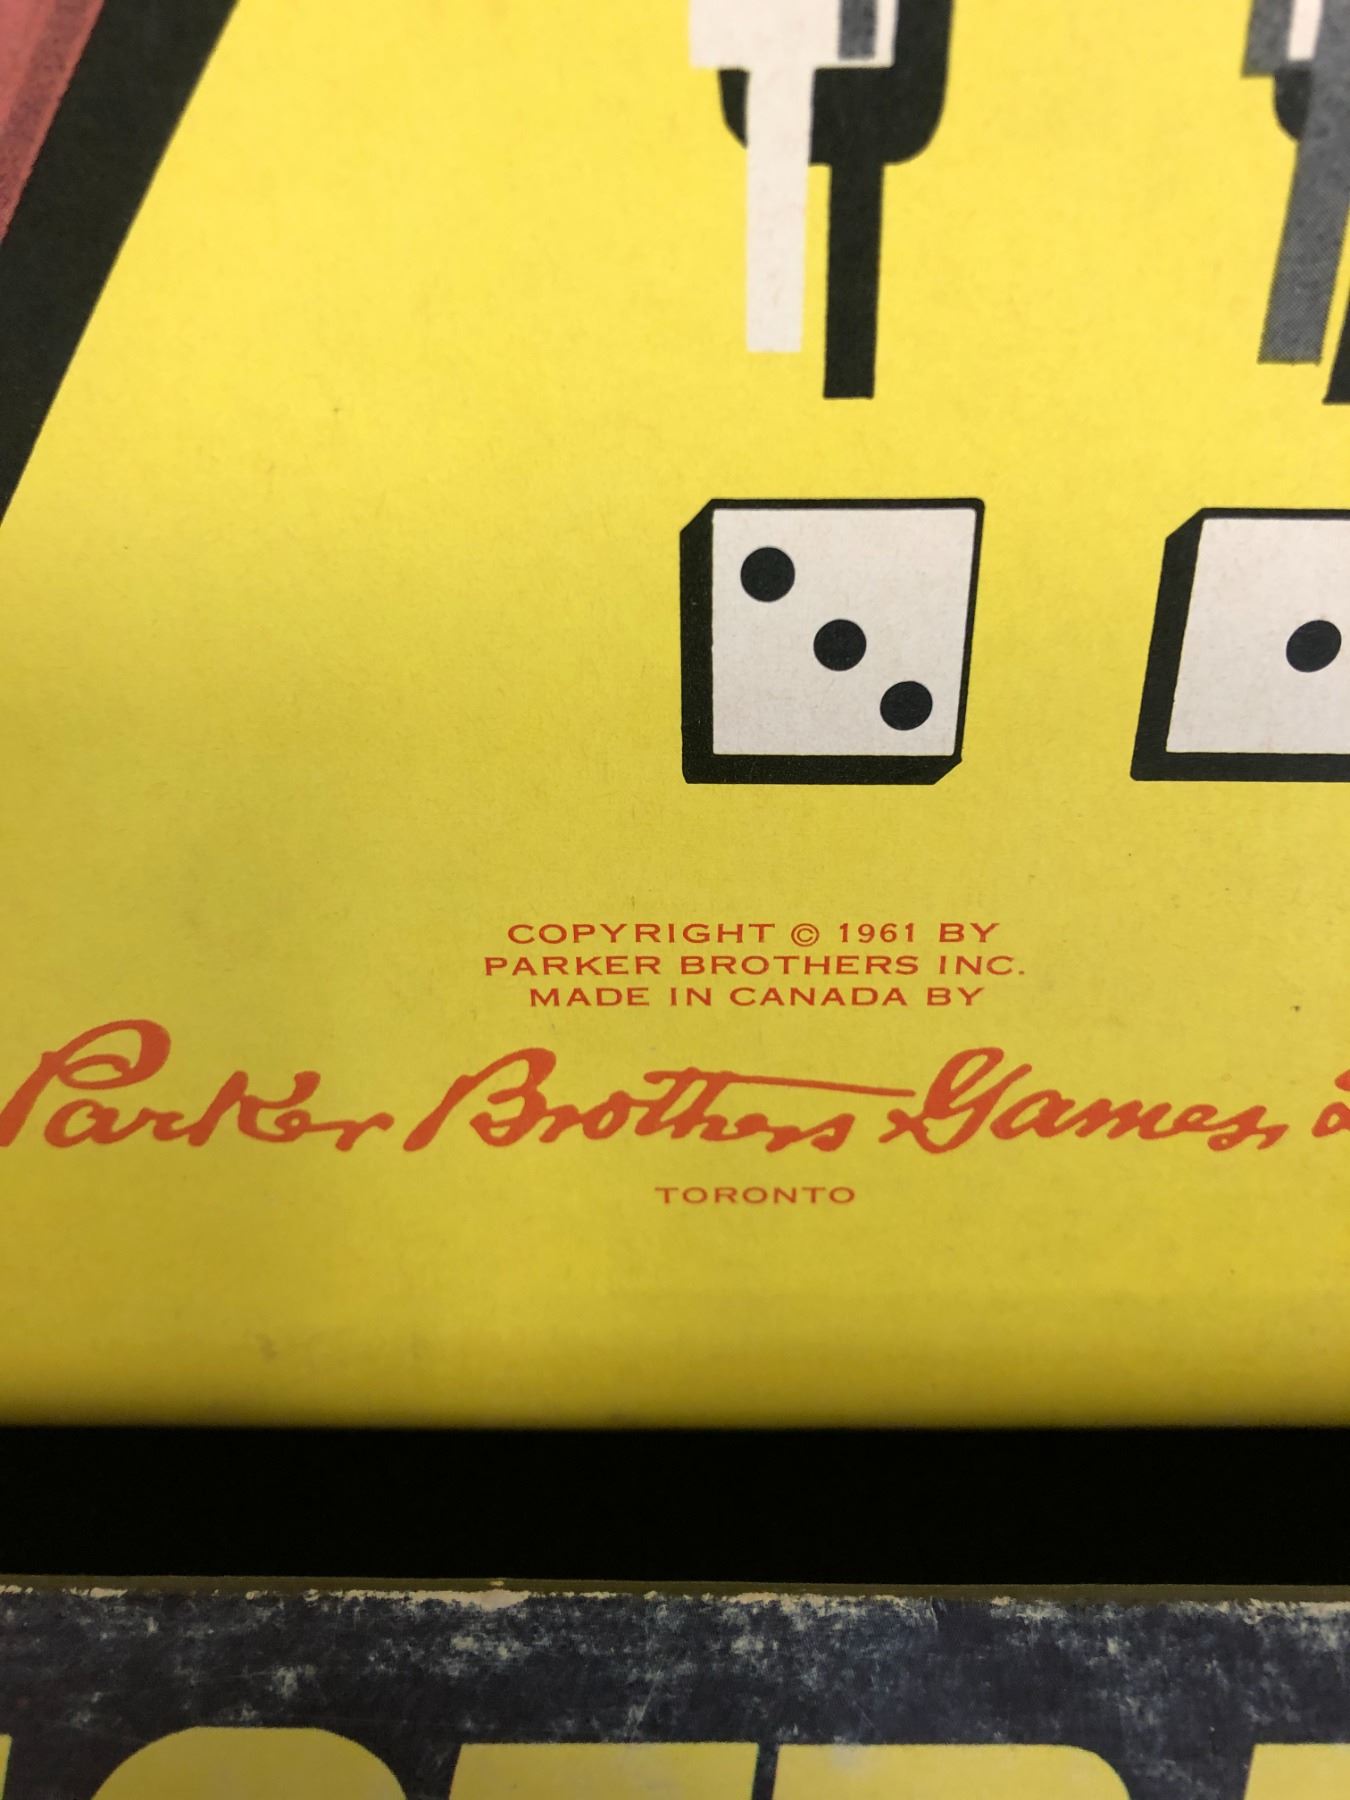 COPYRIGHT © 1961 BY
PARKER BROTHERS INC.
MADE IN CANADA BY
Parker Brothers Games,
TORONTO